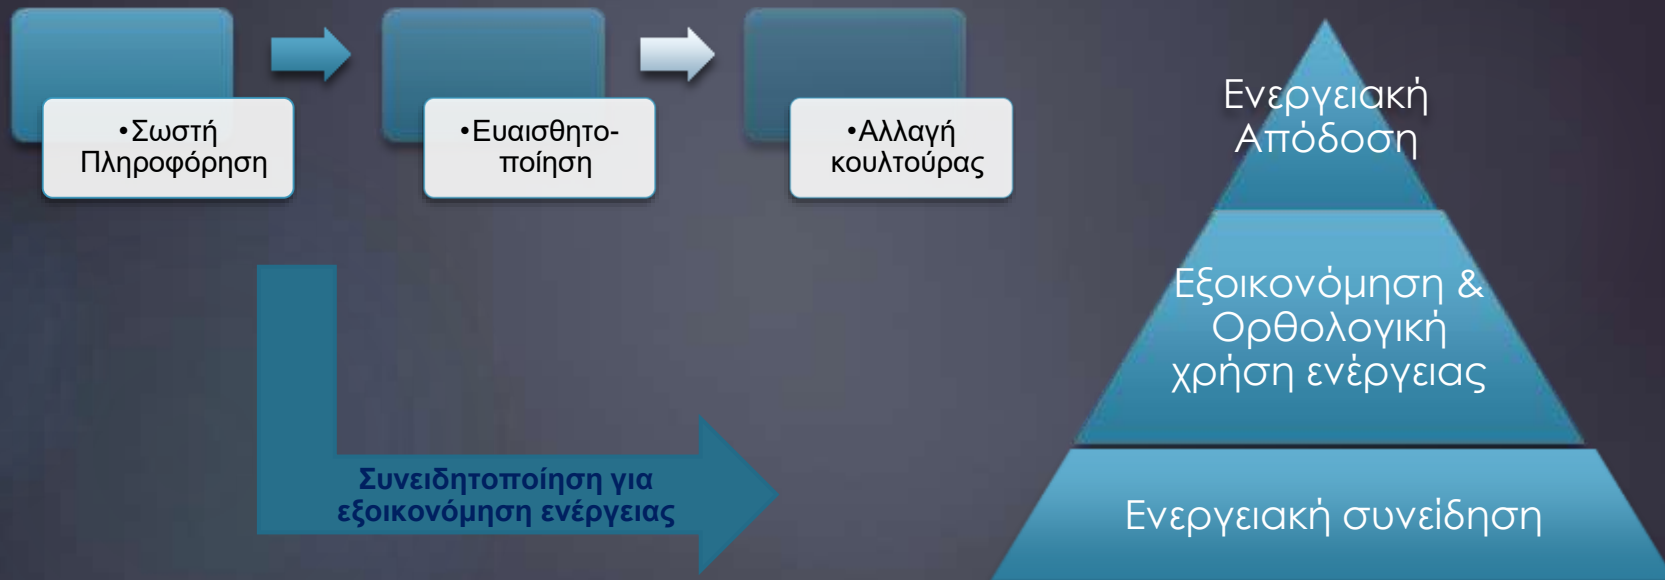 •Σωστή
Πληροφόρηση
•Ευαισθητο-
ποίηση
•Αλλαγή
κουλτούρας
Συνειδητοποίηση για
εξοικονόμηση ενέργειας
Ενεργειακή
Απόδοση
Εξοικονόμηση &
Ορθολογική
χρήση ενέργειας
Ενεργειακή συνείδηση